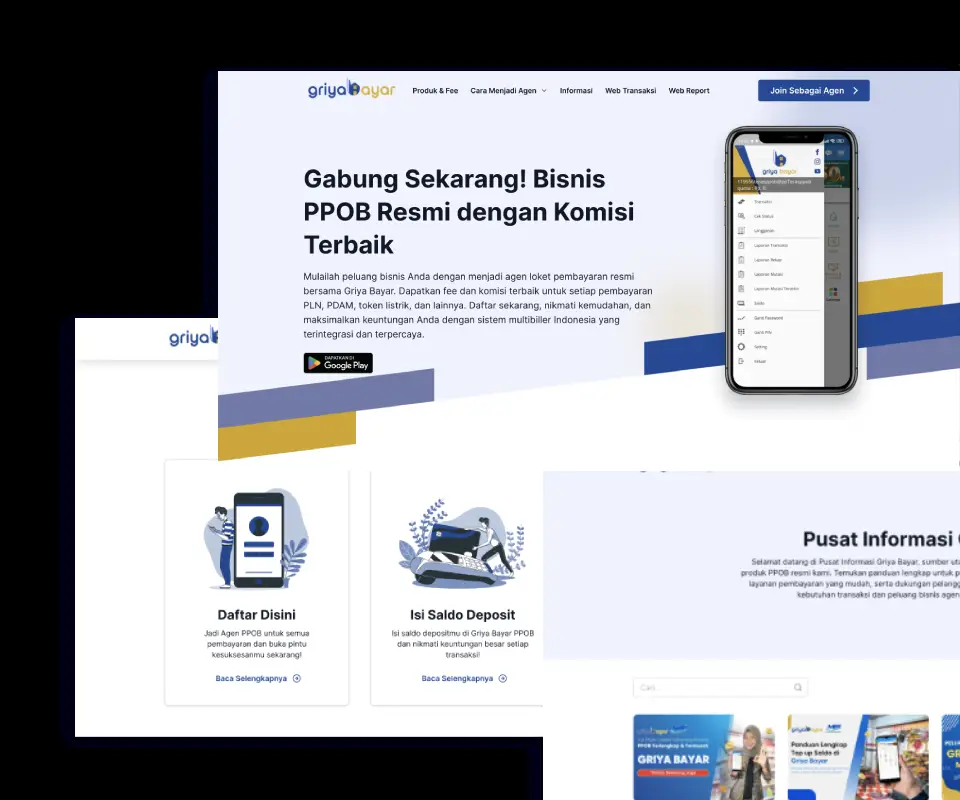 griya bayar
Produk & Fee
Cara Menjadi Agen
Informasi
Web Transaksi
Web Report
Join Sebagai Agen
Gabung Sekarang! Bisnis
PPOB Resmi dengan Komisi
Terbaik
Mulailah peluang bisnis Anda dengan menjadi agen loket pembayaran resmi
bersama Griya Bayar. Dapatkan fee dan komisi terbaik untuk setiap pembayaran
PLN, PDAM, token listrik, dan lainnya. Daftar sekarang, nikmati kemudahan, dan
maksimalkan keuntungan Anda dengan sistem multibiller Indonesia yang
terintegrasi dan terpercaya.
DAPATKAN DI
Google Play
griya bayar
Transaksi
Cek Status
Langganan
Laporan Transaksi
Laporan Rekap
Laporan Mutasi
Laporan Mutasi Transaksi
Saldo
Ganti Password
Ganti PIN
Setting
Keluar
griya
Daftar Disini
Jadi Agen PPOB untuk semua
pembayaran dan buka pintu
kesuksesanmu sekarang!
Baca Selengkapnya
Isi Saldo Deposit
Isi saldo depositmu di Griya Bayar PPOB
dan nikmati keuntungan besar setiap
transaksi!
Baca Selengkapnya
Pusat Informasi
Selamat datang di Pusat Informasi Griya Bayar, sumber
produk PPOB resmi kami. Temukan panduan lengkap untuk
layanan pembayaran yang mudah, serta dukungan
kebutuhan transaksi dan peluang bisnis
Cari
PPOB Terlengkap & Termurah
GRIYA BAYAR
Panduan Lengkap
Top up Saldo di
Griya Bayar